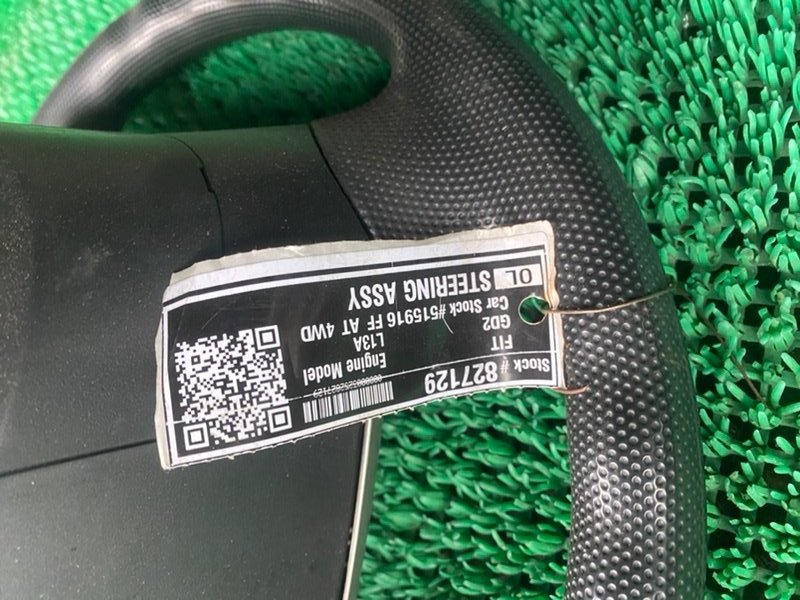 Stock # 827129
FIT
GD2
Engine Model
L13A
Car Stock #515916 FF AT 4WD
OL STEERING ASSY